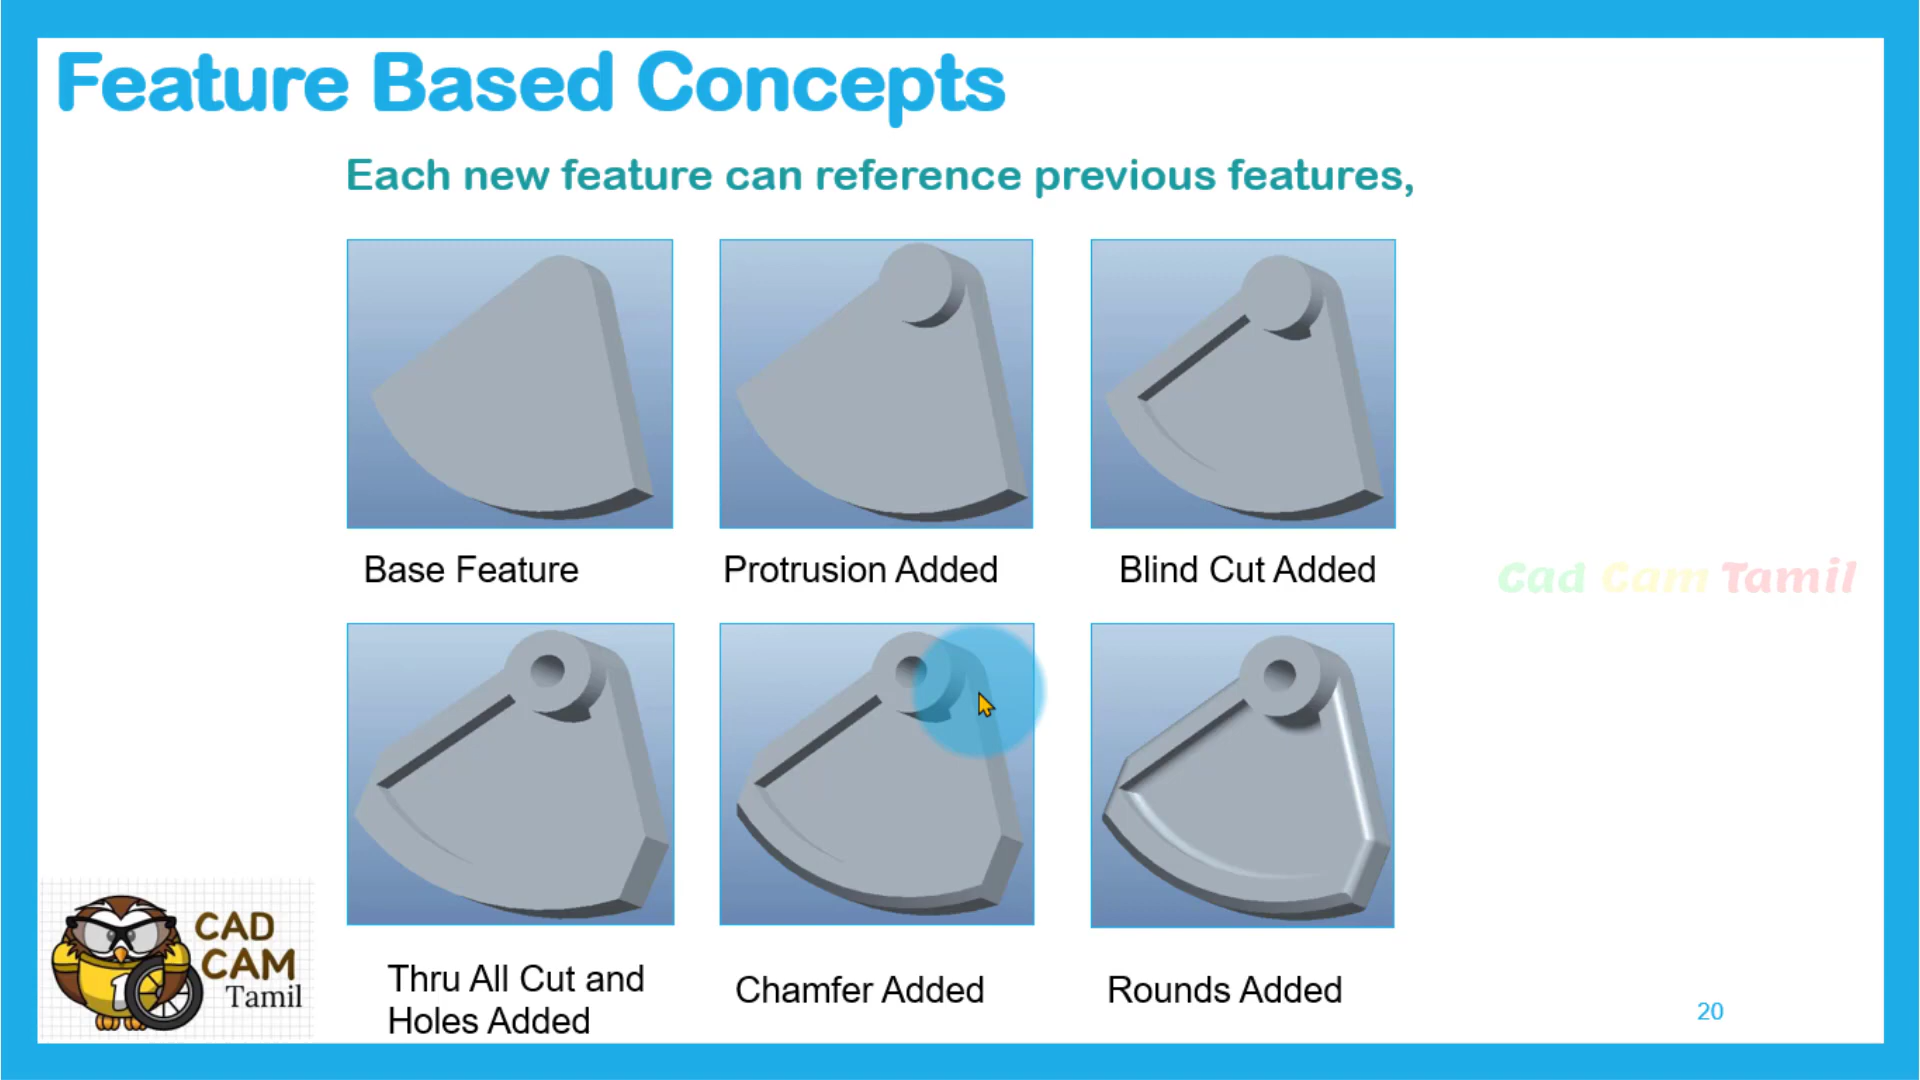 Feature Based Concepts
Each new feature can reference previous features,
Base Feature
Protrusion Added
Blind Cut Added
Cad Cam Tamil
Thru All Cut and
Holes Added
Chamfer Added
Rounds Added
CAD
CAM
Tamil
1
20